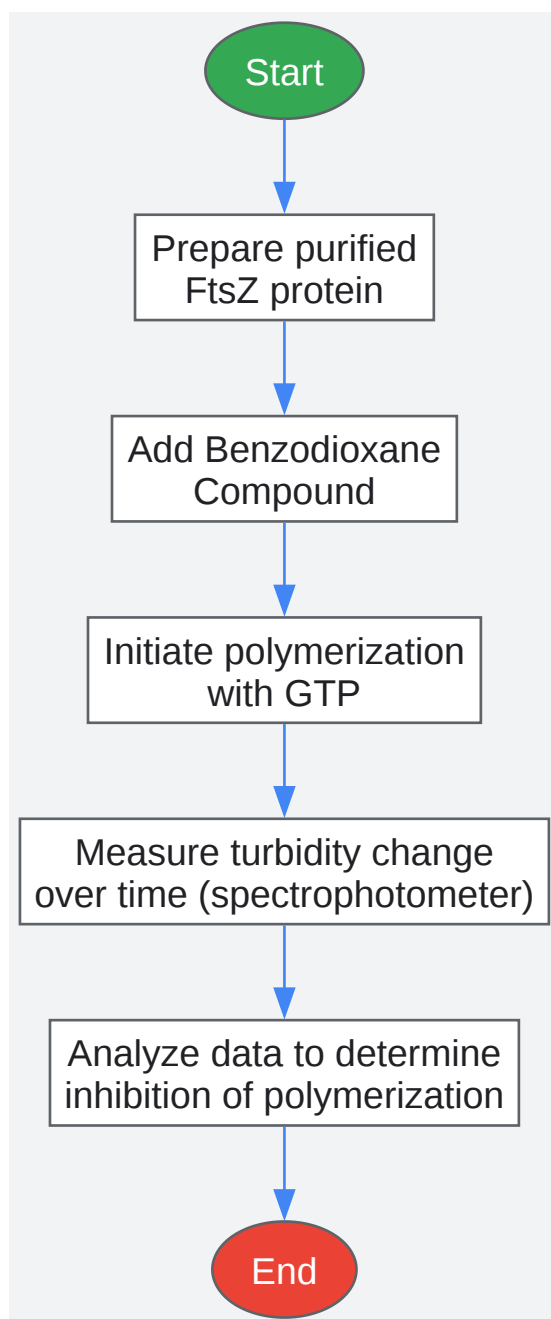 Start
Prepare purified
FtsZ protein
Add Benzodioxane
Compound
Initiate polymerization
with GTP
Measure turbidity change
over time (spectrophotometer)
Analyze data to determine
inhibition of polymerization
End